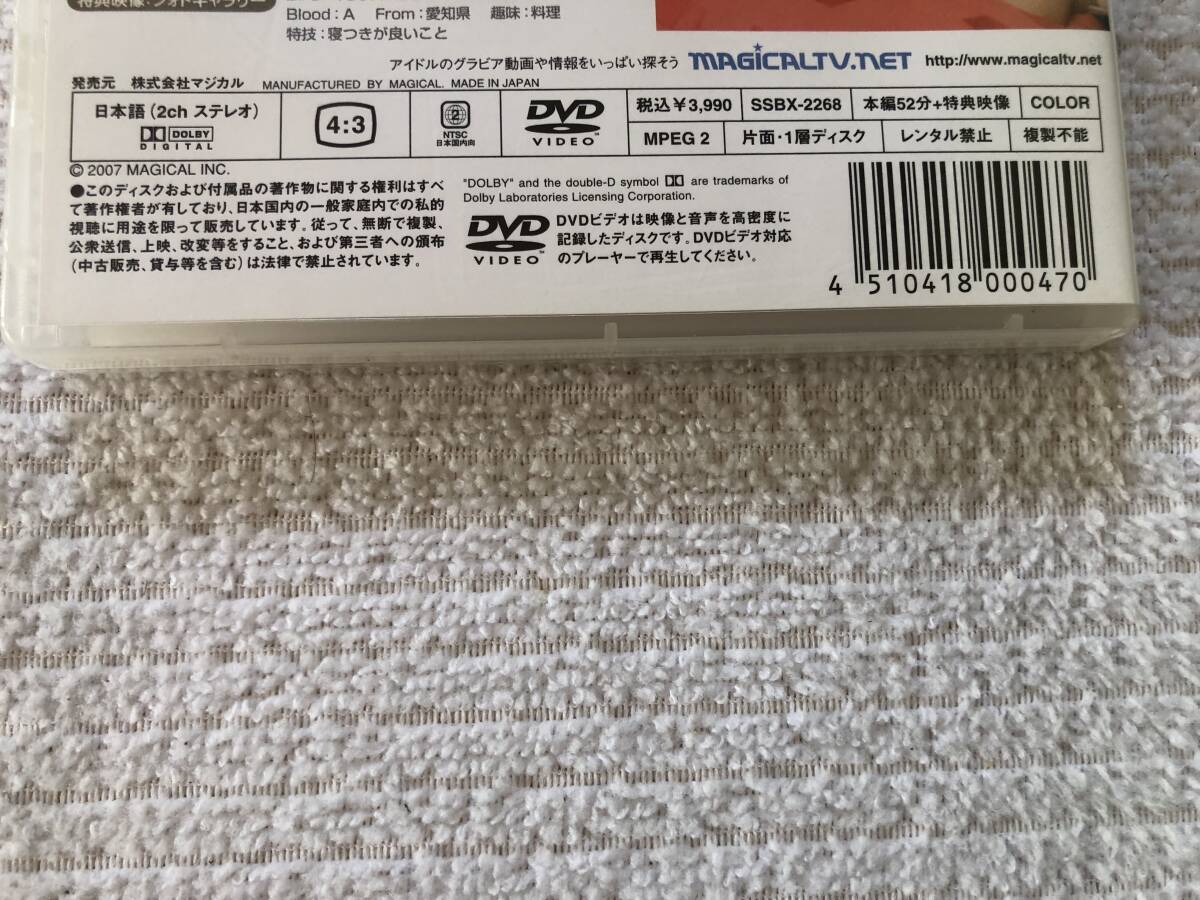 特典映像:フォトギャラリー
Blood:A From:愛知県 趣味:料理
特技:寝つきが良いこと
アイドルのグラビア動画や情報をいっぱい探そう MAGiCALTV.NET http://www.magicaltv.net
発売元 株式会社マジカル MANUFACTURED BY MAGICAL. MADE IN JAPAN
日本語(2ch ステレオ)
DOLBY
DIGITAL
4:3
2
NTSC
日本国内向
DVD
VIDEO™
税込¥3,990 SSBX-2268 本編52分+特典映像 COLOR
MPEG 2 片面・1層ディスク レンタル禁止 複製不能
© 2007 MAGICAL INC.
●このディスクおよび付属品の著作物に関する権利はすべ
て著作権者が有しており、日本国内の一般家庭内での私的
視聴に用途を限って販売しています。従って、無断で複製、
公衆送信、上映、改変等をすること、および第三者への頒布
(中古販売、貸与等を含む)は法律で禁止されています。
"DOLBY" and the double-D symbol are trademarks of
Dolby Laboratories Licensing Corporation.
DVD
VIDEO™
DVDビデオは映像と音声を高密度に
記録したディスクです。DVDビデオ対応
のプレーヤーで再生してください。
4 510418 000470